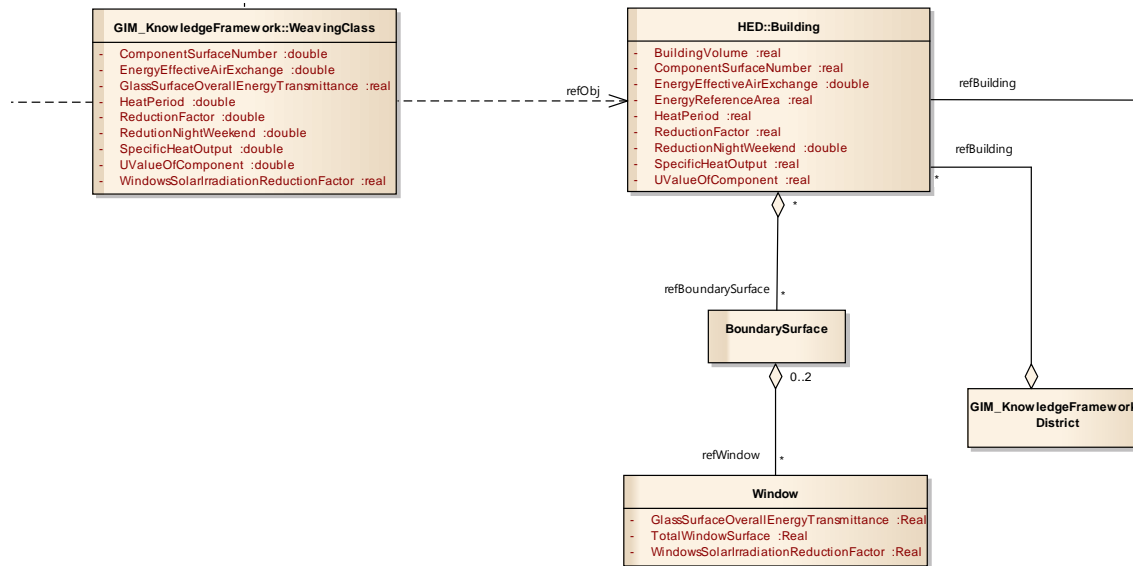 GIM_KnowledgeFramework::WeavingClass
- ComponentSurfaceNumber :double
- EnergyEffectiveAirExchange :double
- GlassSurfaceOverallEnergyTransmittance :real
- HeatPeriod :double
- ReductionFactor :double
- RedutionNightWeekend :double
- SpecificHeatOutput :double
- UValueOfComponent :double
- WindowsSolarIrradiationReductionFactor :real
refObj
HED::Building
- BuildingVolume :real
- ComponentSurfaceNumber :real
- EnergyEffectiveAirExchange :double
- EnergyReferenceArea :real
- HeatPeriod :real
- ReductionFactor :real
- ReductionNightWeekend :double
- SpecificHeatOutput :real
- UValueOfComponent :real
refBuilding
refBuilding
*
*
refBoundarySurface
*
BoundarySurface
0..2
GIM_KnowledgeFramework
District
refWindow
*
Window
- GlassSurfaceOverallEnergyTransmittance :Real
- TotalWindowSurface :Real
- WindowsSolarIrradiationReductionFactor :Real